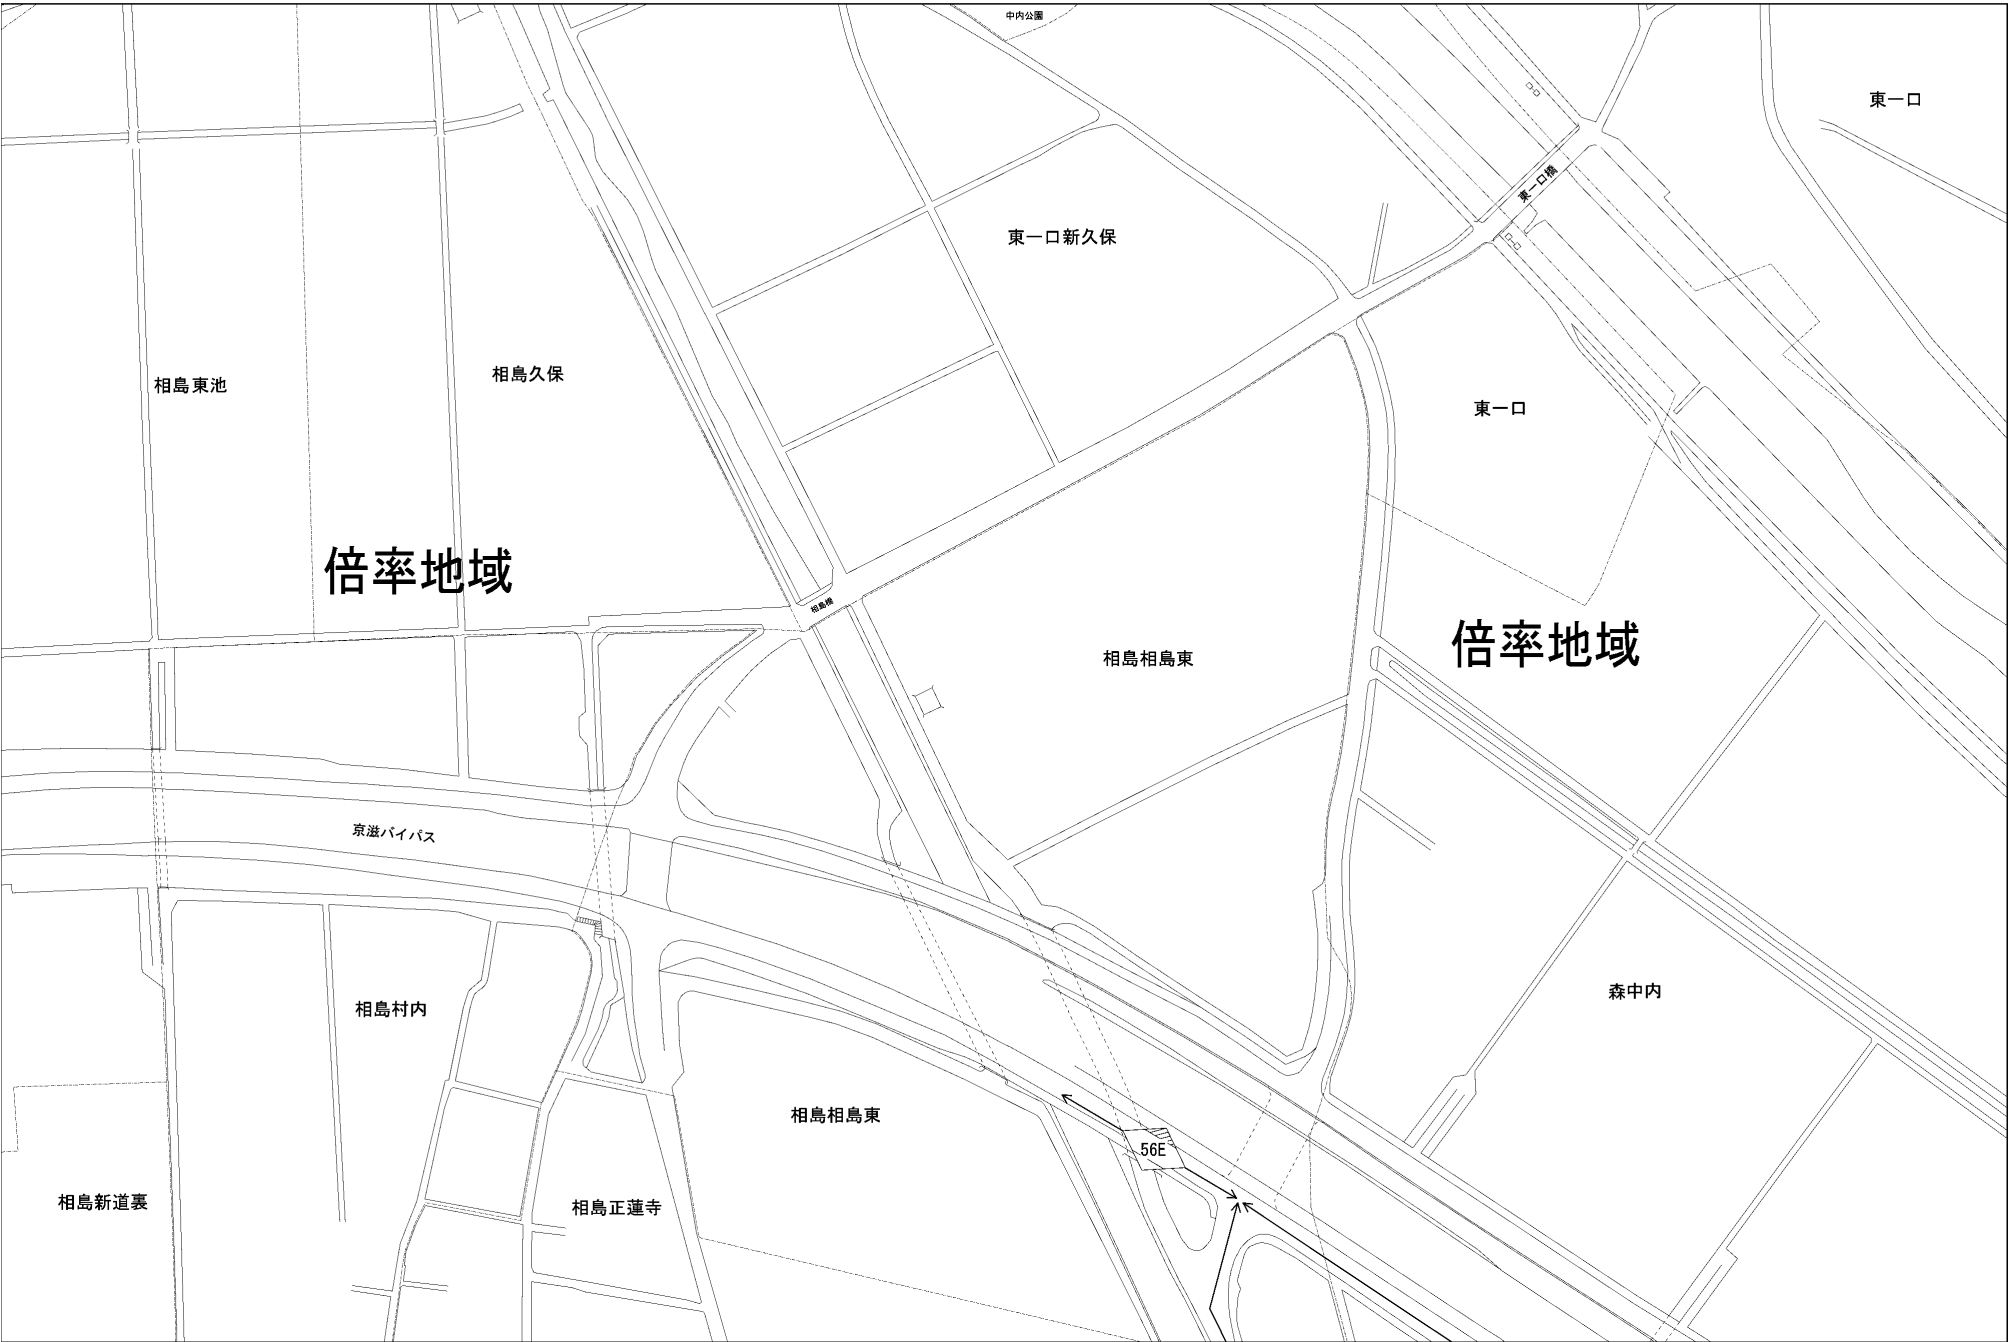 中内公園
東一口
東一口橋
東一口新久保
相島東池
相島久保
東一口
倍率地域
相島橋
倍率地域
相島相島東
京滋バイパス
森中内
相島村内
相島相島東
56E
相島新道裏
相島正蓮寺